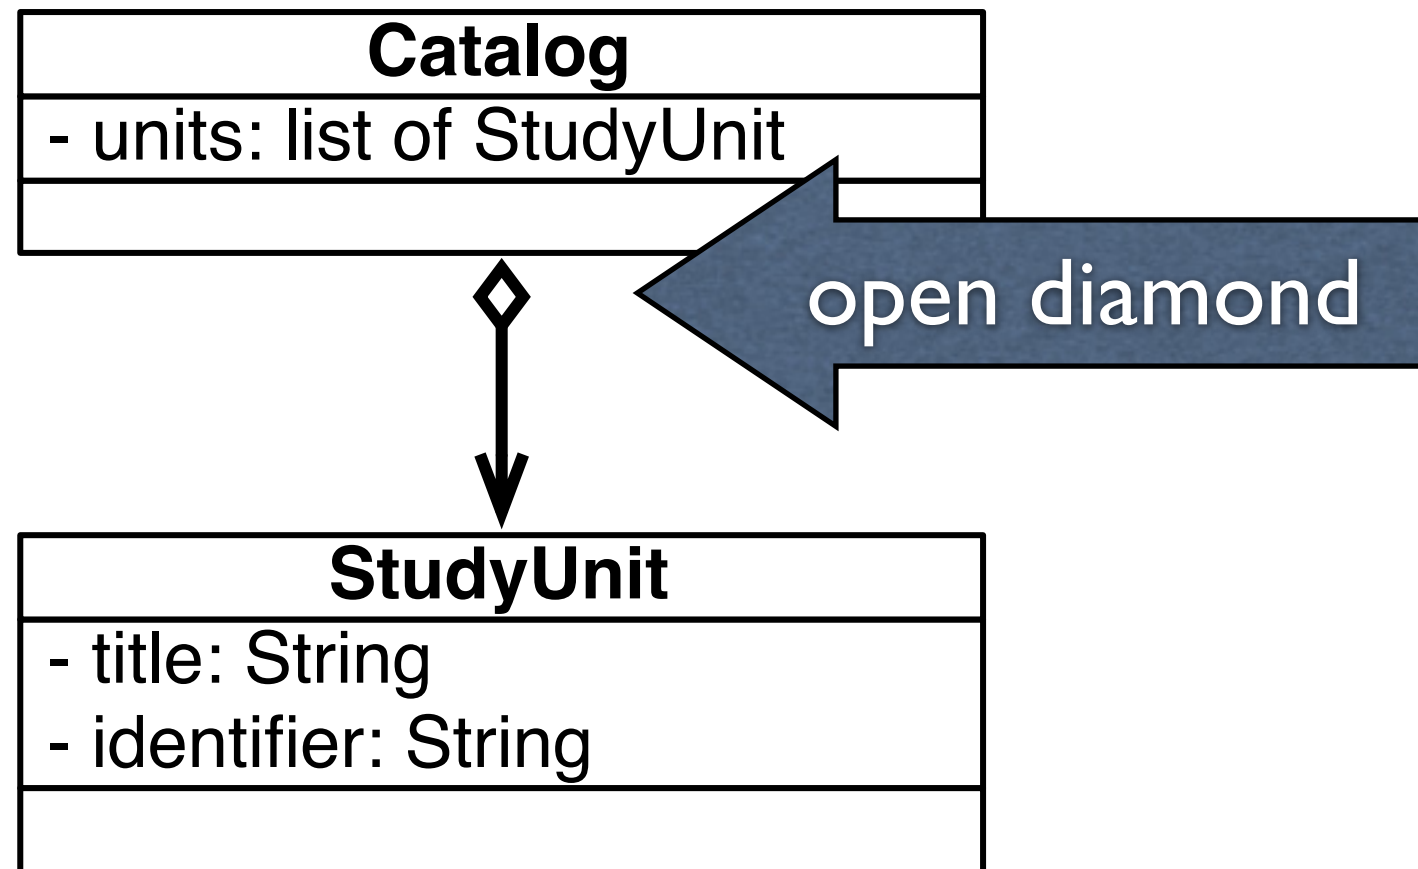 Catalog
- units: list of StudyUnit
open diamond
StudyUnit
- title: String
- identifier: String